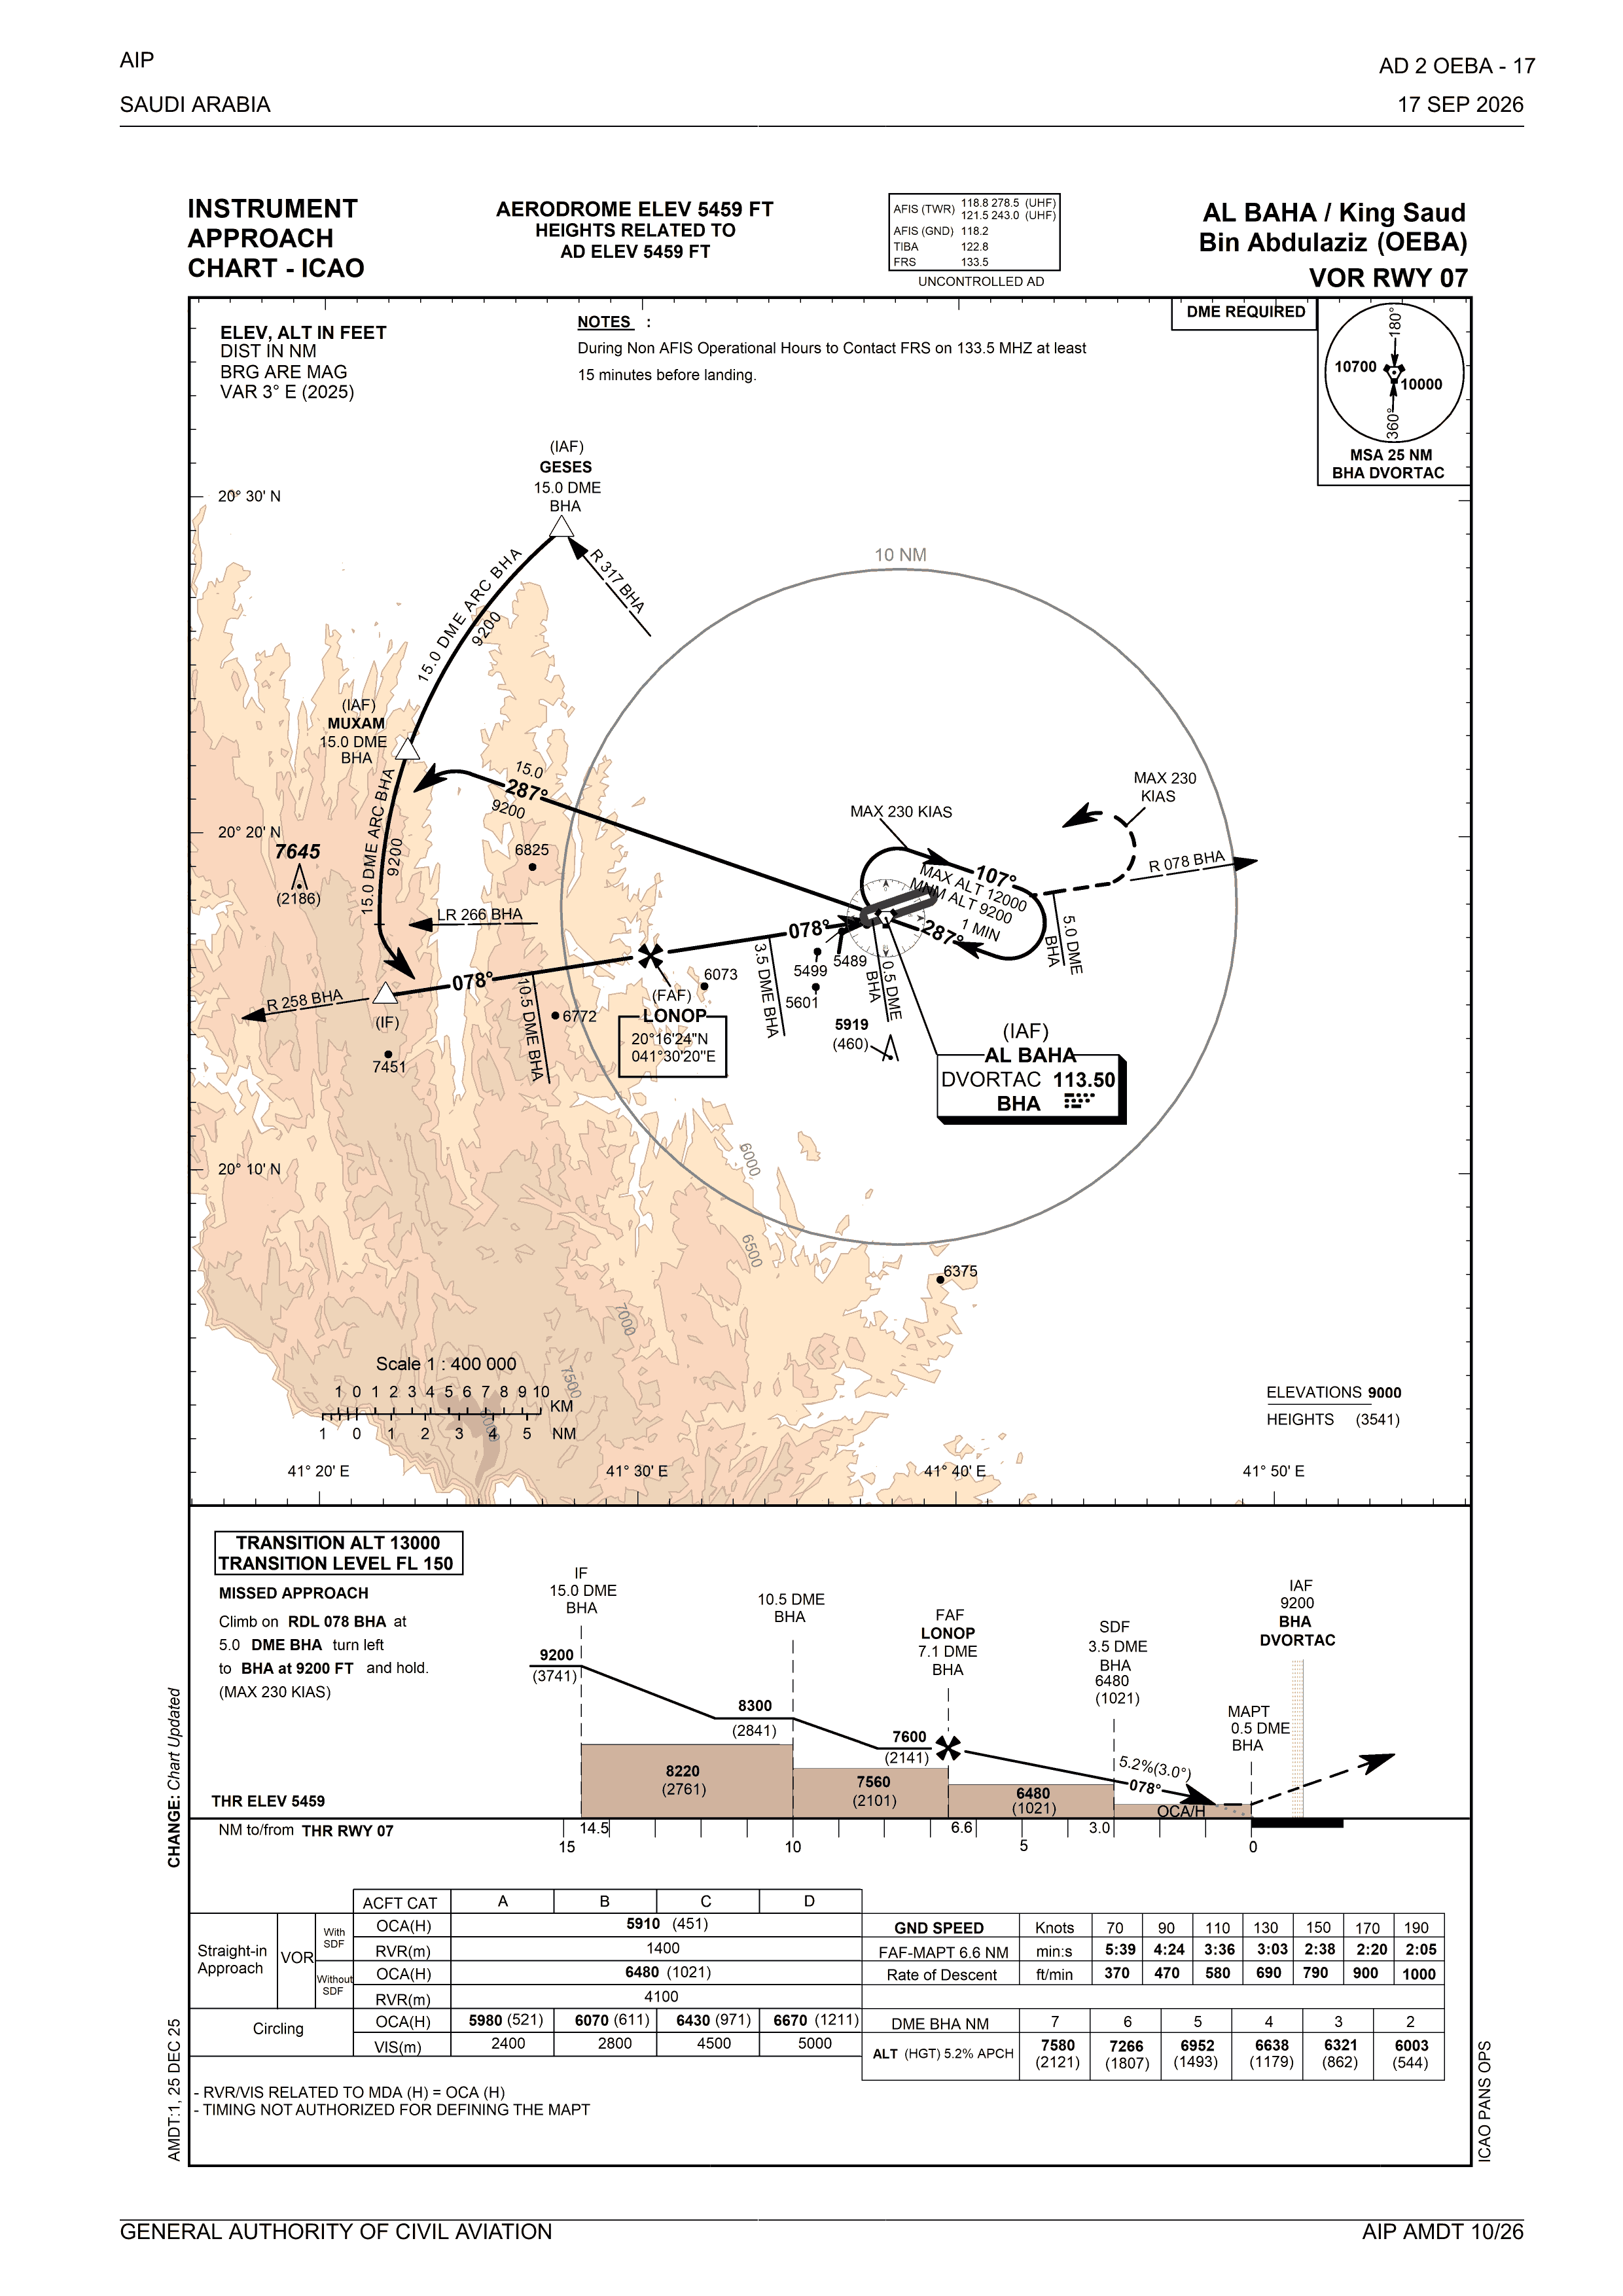 AIP
AD 2 OEBA - 17
SAUDI ARABIA
17 SEP 2026
INSTRUMENT
APPROACH
CHART - ICAO
AERODROME ELEV 5459 FT
HEIGHTS RELATED TO
AD ELEV 5459 FT
AFIS (TWR) 118.8 278.5 (UHF)
121.5 243.0 (UHF)
AFIS (GND) 118.2
TIBA 122.8
FRS 133.5
UNCONTROLLED AD
AL BAHA / King Saud
Bin Abdulaziz (OEBA)
VOR RWY 07
ELEV, ALT IN FEET
DIST IN NM
BRG ARE MAG
VAR 3° E (2025)
NOTES :
During Non AFIS Operational Hours to Contact FRS on 133.5 MHZ at least
15 minutes before landing.
DME REQUIRED
180°
10700
10000
360°
MSA 25 NM
BHA DVORTAC
(IAF)
GESES
15.0 DME
BHA
20° 30' N
R 317 BHA
10 NM
15.0 DME ARC BHA
9200
(IAF)
MUXAM
15.0 DME
BHA
15.0
287°
9200
MAX 230
KIAS
MAX 230 KIAS
20° 20' N
7645
(2186)
6825
15.0 DME ARC BHA
9200
R 078 BHA
107°
MAX ALT 12000
MNM ALT 9200
1 MIN
287°
5.0 DME
BHA
LR 266 BHA
078°
078°
3.5 DME BHA
5499
5489
5601
0.5 DME
BHA
R 258 BHA
(IF)
7451
10.5 DME BHA
6772
6073
(FAF)
LONOP
20°16'24"N
041°30'20"E
5919
(460)
(IAF)
AL BAHA
DVORTAC 113.50
BHA
20° 10' N
6000
6500
7000
7500
6375
Scale 1 : 400 000
1 0 1 2 3 4 5 6 7 8 9 10
KM
1 0 1 2 3 4 5 NM
ELEVATIONS 9000
HEIGHTS (3541)
41° 20' E
41° 30' E
41° 40' E
41° 50' E
TRANSITION ALT 13000
TRANSITION LEVEL FL 150
MISSED APPROACH
Climb on RDL 078 BHA at
5.0 DME BHA turn left
to BHA at 9200 FT and hold.
(MAX 230 KIAS)
IF
15.0 DME
BHA
10.5 DME
BHA
FAF
LONOP
7.1 DME
BHA
SDF
3.5 DME
BHA
6480
(1021)
IAF
9200
BHA
DVORTAC
MAPT
0.5 DME
BHA
9200
(3741)
8300
(2841)
7600
(2141)
5.2%(3.0°)
078°
8220
(2761)
7560
(2101)
6480
(1021)
OCA/H
THR ELEV 5459
NM to/from THR RWY 07
14.5
6.6
3.0
15
10
5
0
CHANGE: Chart Updated
AMDT:1, 25 DEC 25
ACFT CAT A B C D
Straight-in
Approach
VOR
With
SDF
OCA(H) 5910 (451)
RVR(m) 1400
Without
SDF
OCA(H) 6480 (1021)
RVR(m) 4100
Circling
OCA(H) 5980 (521) 6070 (611) 6430 (971) 6670 (1211)
VIS(m) 2400 2800 4500 5000
GND SPEED Knots 70 90 110 130 150 170 190
FAF-MAPT 6.6 NM min:s 5:39 4:24 3:36 3:03 2:38 2:20 2:05
Rate of Descent ft/min 370 470 580 690 790 900 1000
DME BHA NM 7 6 5 4 3 2
ALT (HGT) 5.2% APCH 7580 7266 6952 6638 6321 6003
(2121) (1807) (1493) (1179) (862) (544)
- RVR/VIS RELATED TO MDA (H) = OCA (H)
- TIMING NOT AUTHORIZED FOR DEFINING THE MAPT
ICAO PANS OPS
GENERAL AUTHORITY OF CIVIL AVIATION
AIP AMDT 10/26